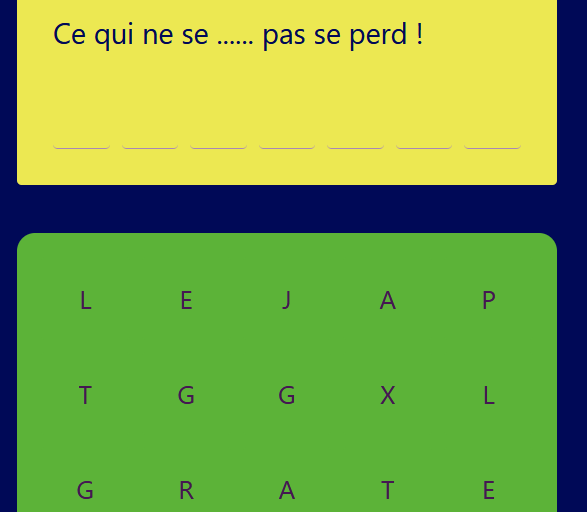 Ce qui ne se ...... pas se perd !
L E J A P
T G G X L
G R A T E